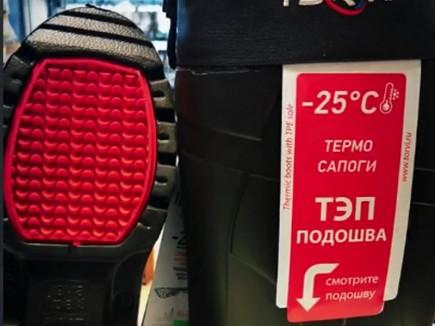 -25°C
ТЕРМО
САПОГИ
ТЭП
ПОДОШВА
смотрите
подошву
Thermic boots with TPE sole
www.torvi.ru